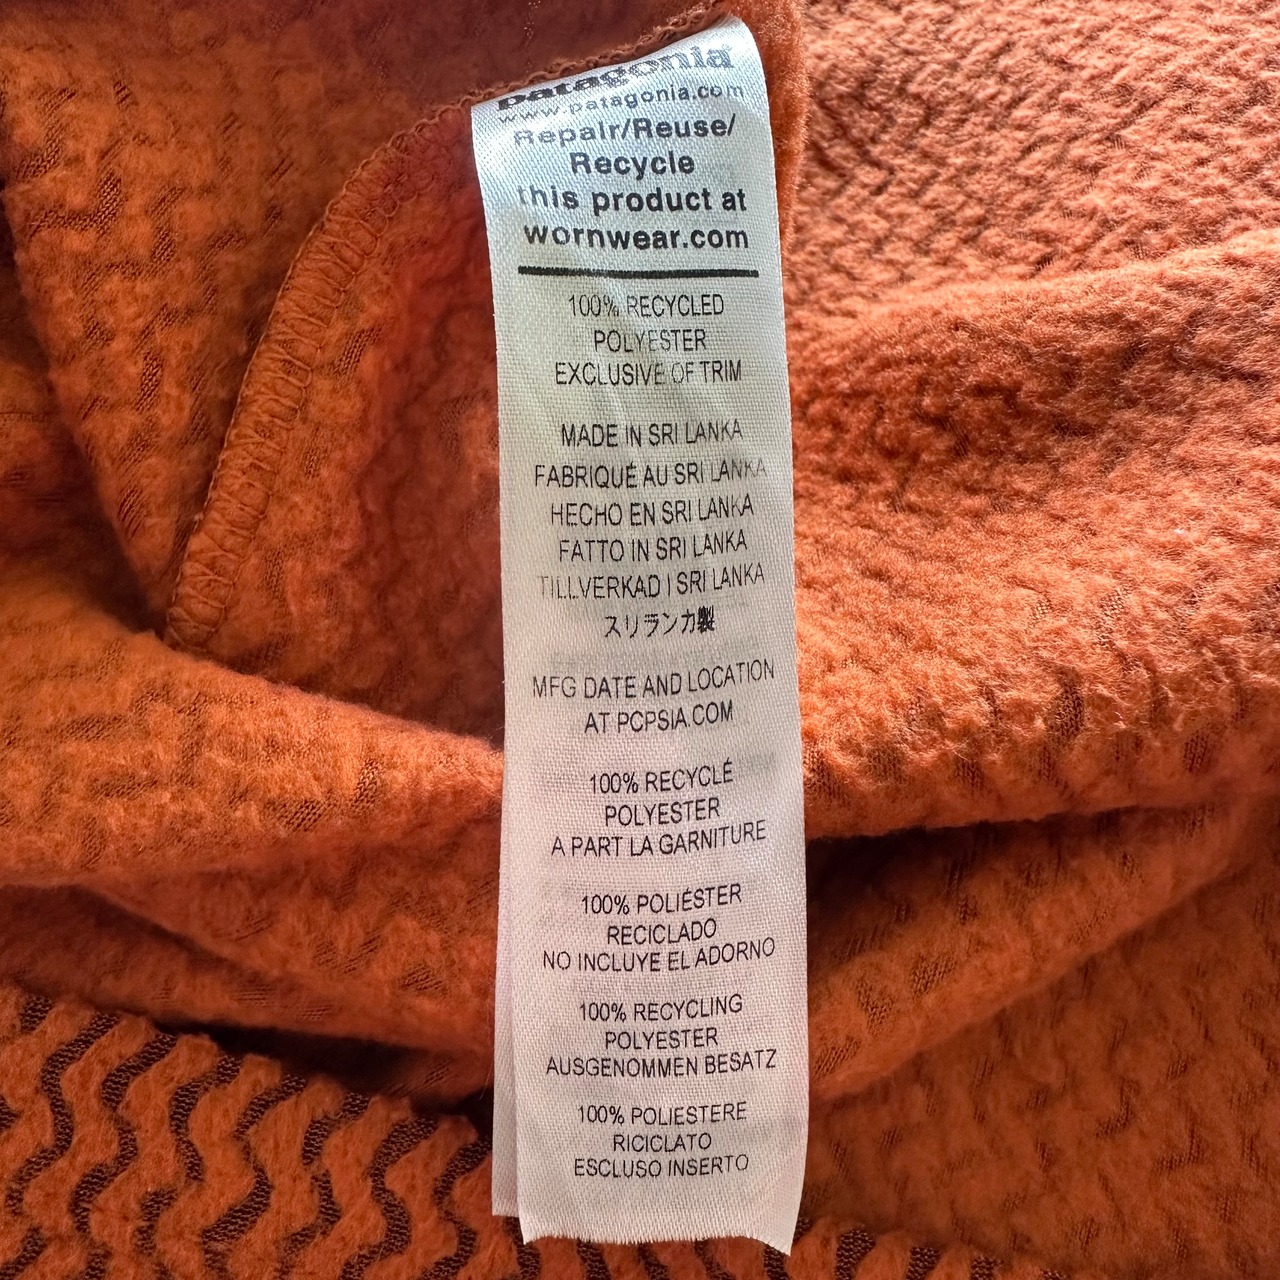 patagonia
www.patagonia.com
Repair/Reuse/
Recycle
this product at
wornwear.com
100% RECYCLED
POLYESTER
EXCLUSIVE OF TRIM
MADE IN SRI LANKA
FABRIQUÉ AU SRI LANKA
HECHO EN SRI LANKA
FATTO IN SRI LANKA
TILLVERKAD I SRI LANKA
スリランカ製
MFG DATE AND LOCATION
AT PCPSIA.COM
100% RECYCLÉ
POLYESTER
A PART LA GARNITURE
100% POLIÉSTER
RECICLADO
NO INCLUYE EL ADORNO
100% RECYCLING
POLYESTER
AUSGENOMMEN BESATZ
100% POLIESTERE
RICICLATO
ESCLUSO INSERTO